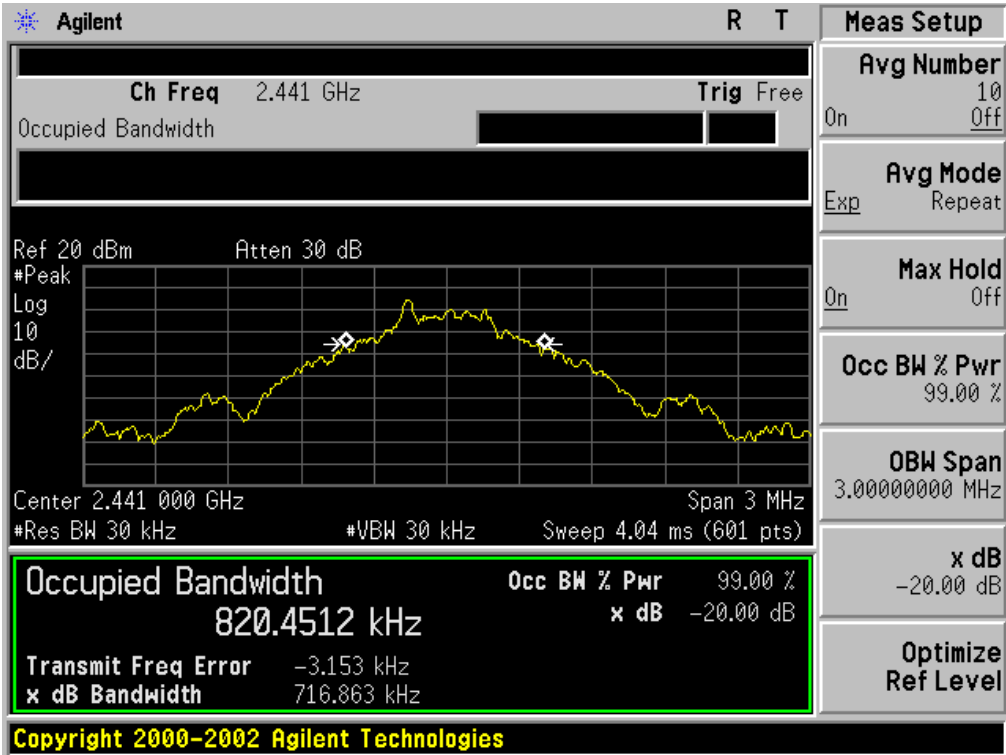 Agilent R T
Ch Freq 2.441 GHz Trig Free
Occupied Bandwidth
Ref 20 dBm Atten 30 dB
#Peak
Log
10
dB/
Center 2.441 000 GHz Span 3 MHz
#Res BW 30 kHz #VBW 30 kHz Sweep 4.04 ms (601 pts)
Occupied Bandwidth Occ BW % Pwr 99.00 %
820.4512 kHz x dB -20.00 dB
Transmit Freq Error -3.153 kHz
x dB Bandwidth 716.863 kHz
Copyright 2000-2002 Agilent Technologies
Meas Setup
Avg Number
10
On Off
Avg Mode
Exp Repeat
Max Hold
On Off
Occ BW % Pwr
99.00 %
OBW Span
3.00000000 MHz
x dB
-20.00 dB
Optimize
Ref Level